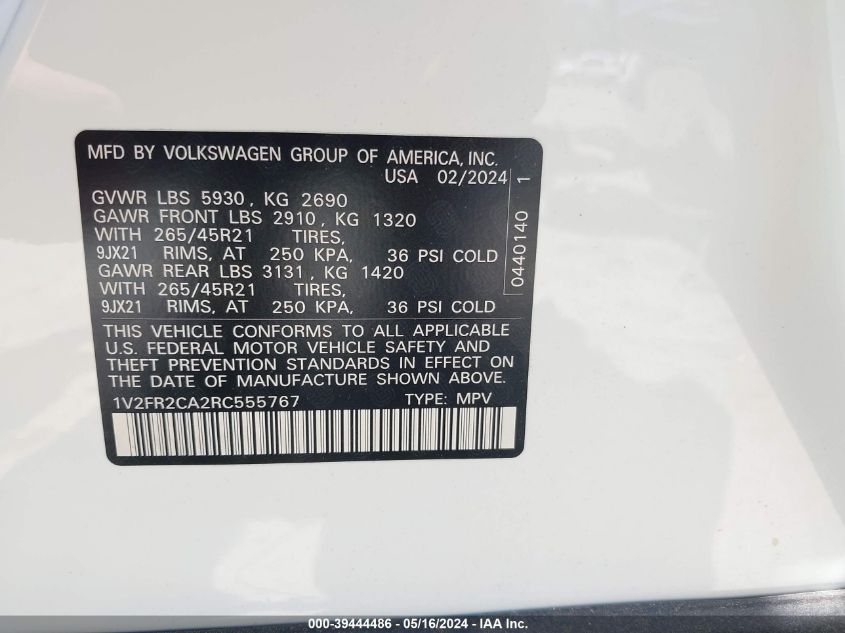 MFD BY VOLKSWAGEN GROUP OF AMERICA, INC.
USA 02/2024
GVWR LBS 5930, KG 2690
GAWR FRONT LBS 2910, KG 1320
WITH 265/45R21 TIRES,
9JX21 RIMS, AT 250 KPA, 36 PSI COLD
GAWR REAR LBS 3131, KG 1420
WITH 265/45R21 TIRES,
9JX21 RIMS, AT 250 KPA, 36 PSI COLD
THIS VEHICLE CONFORMS TO ALL APPLICABLE
U.S. FEDERAL MOTOR VEHICLE SAFETY AND
THEFT PREVENTION STANDARDS IN EFFECT ON
THE DATE OF MANUFACTURE SHOWN ABOVE.
1V2FR2CA2RC555767 TYPE: MPV
0440140 1
000-39444486 - 05/16/2024 - IAA Inc.